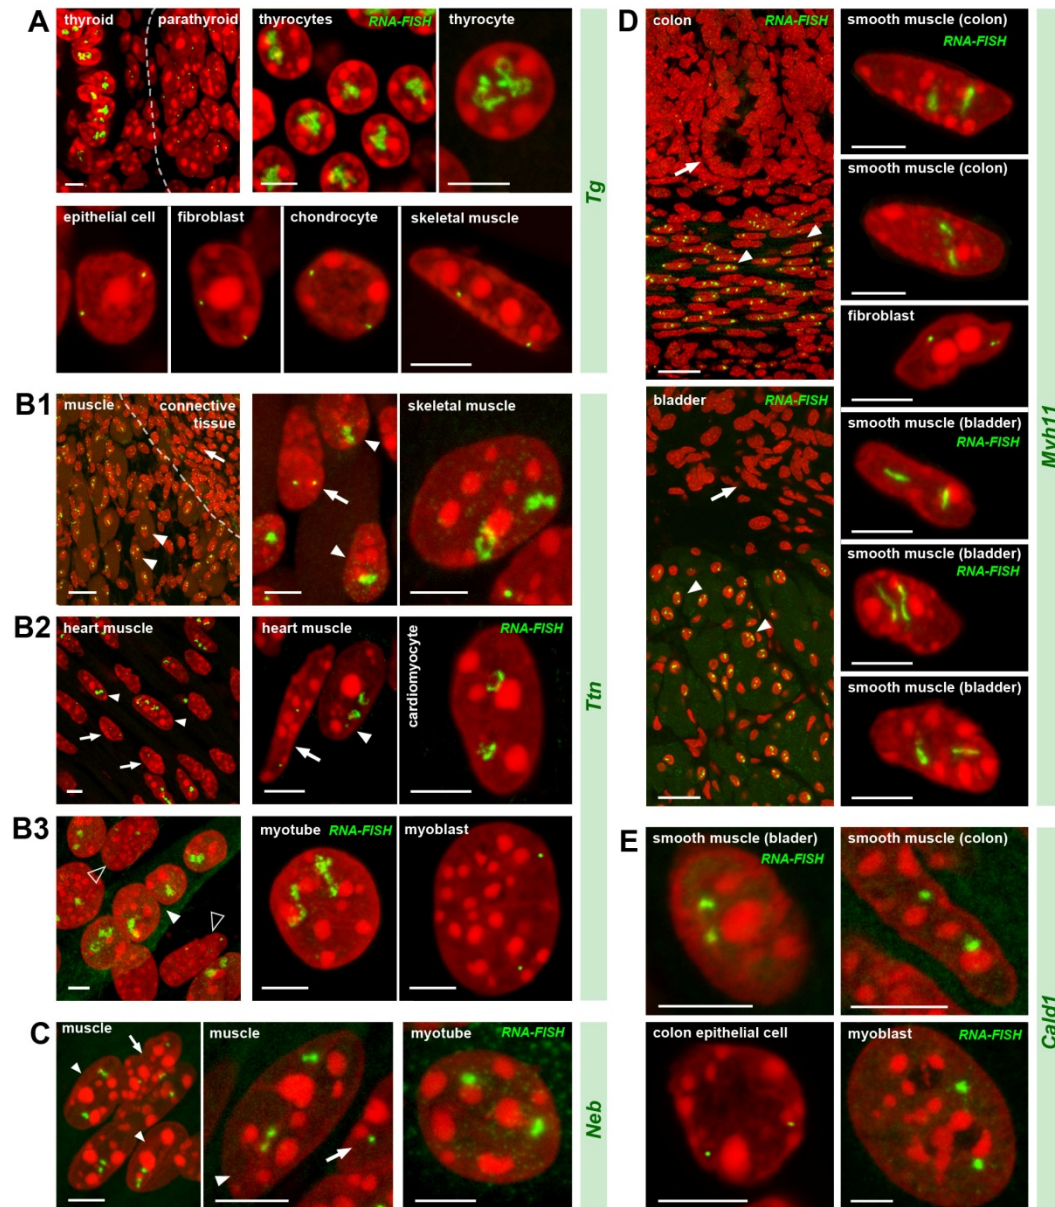 A
thyroid
parathyroid
thyrocytes
RNA-FISH
thyrocyte
epithelial cell
fibroblast
chondrocyte
skeletal muscle
Tg
B1
muscle
connective
tissue
skeletal muscle
B2
heart muscle
heart muscle
cardiomyocyte
RNA-FISH
B3
myotube
RNA-FISH
myoblast
Ttn
C
muscle
muscle
myotube
RNA-FISH
Neb
D
colon
RNA-FISH
smooth muscle (colon)
RNA-FISH
smooth muscle (colon)
fibroblast
bladder
RNA-FISH
smooth muscle (bladder)
RNA-FISH
smooth muscle (bladder)
RNA-FISH
smooth muscle (bladder)
Myh11
E
smooth muscle (blader)
RNA-FISH
smooth muscle (colon)
colon epithelial cell
myoblast
RNA-FISH
Cald1